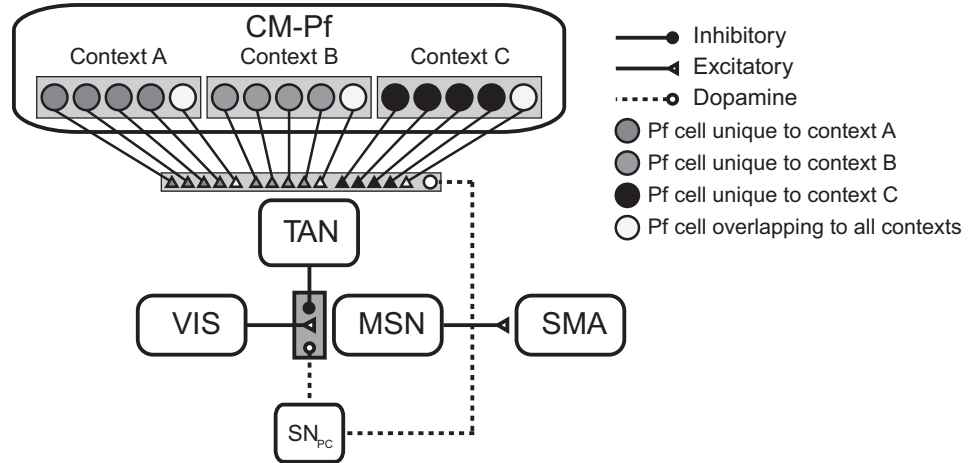 CM-Pf
Context A Context B Context C
Inhibitory
Excitatory
Dopamine
Pf cell unique to context A
Pf cell unique to context B
Pf cell unique to context C
Pf cell overlapping to all contexts
TAN
VIS MSN SMA
SNPC